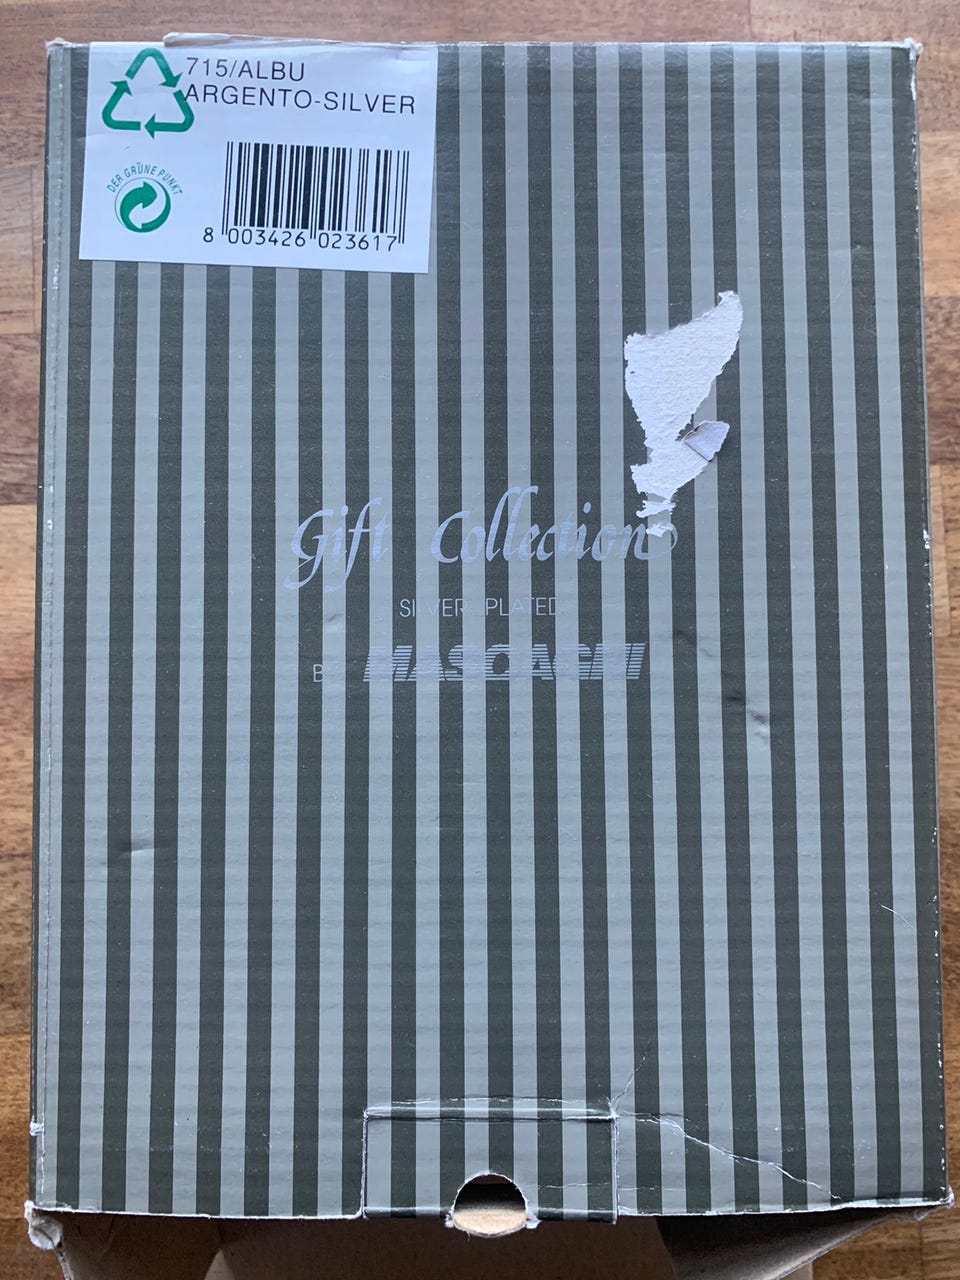 715/ALBU
ARGENTO-SILVER
DER GRÜNE PUNKT
8 003426 023617
Gift Collection
SILVER PLATED
BY MASCAGNI